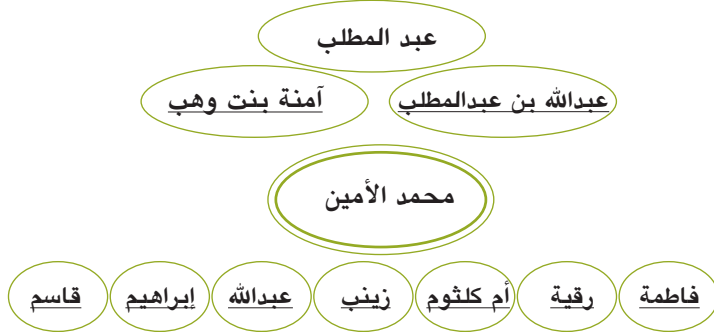 عبد المطلب
عبدالله بن عبدالمطلب آمنة بنت وهب
محمد الأمين
فاطمة رقية أم كلثوم زينب عبدالله إبراهيم قاسم